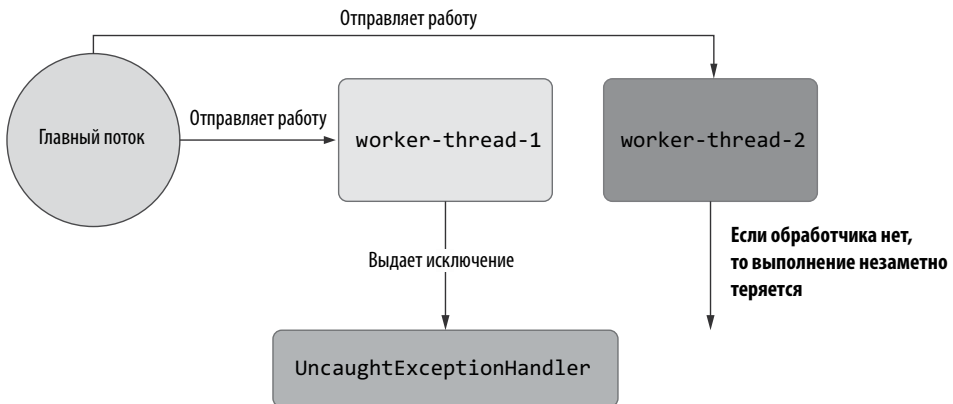 Отправляет работу
Главный поток
Отправляет работу
worker-thread-1
worker-thread-2
Выдает исключение
Если обработчика нет,
то выполнение незаметно
теряется
UncaughtExceptionHandler